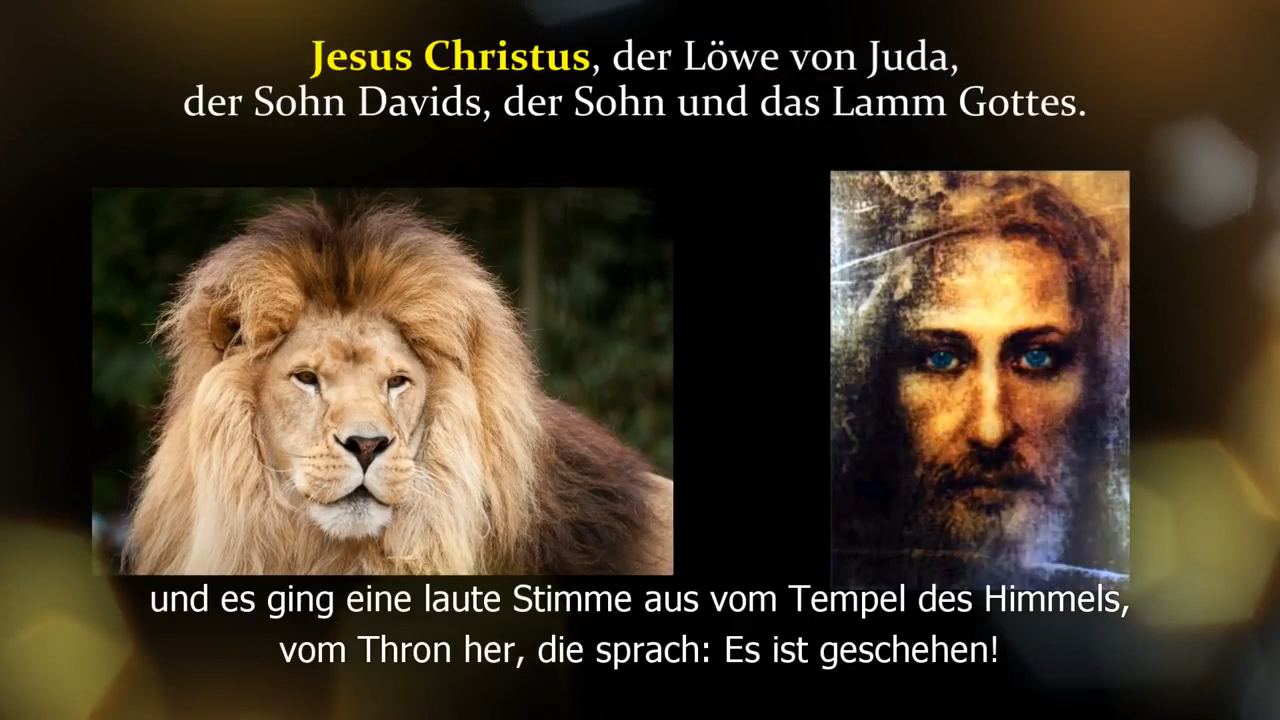 Jesus Christus, der Löwe von Juda,
der Sohn Davids, der Sohn und das Lamm Gottes.
und es ging eine laute Stimme aus vom Tempel des Himmels,
vom Thron her, die sprach: Es ist geschehen!